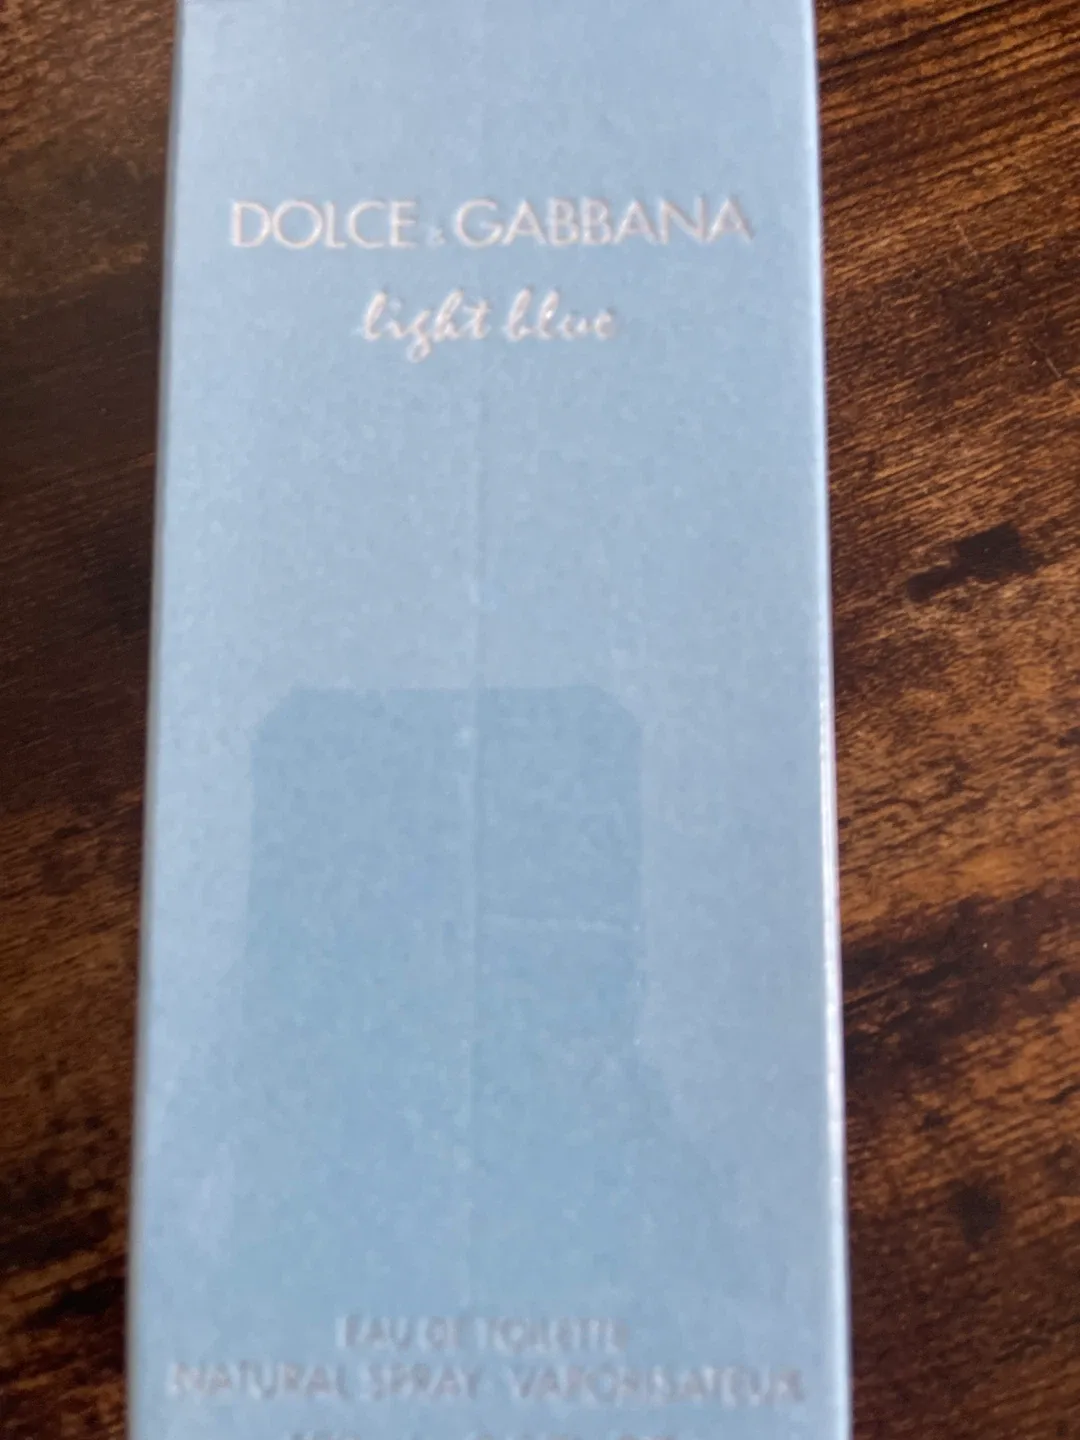 DOLCE & GABBANA
light blue
EAU DE TOILETTE
NATURAL SPRAY VAPORISATEUR